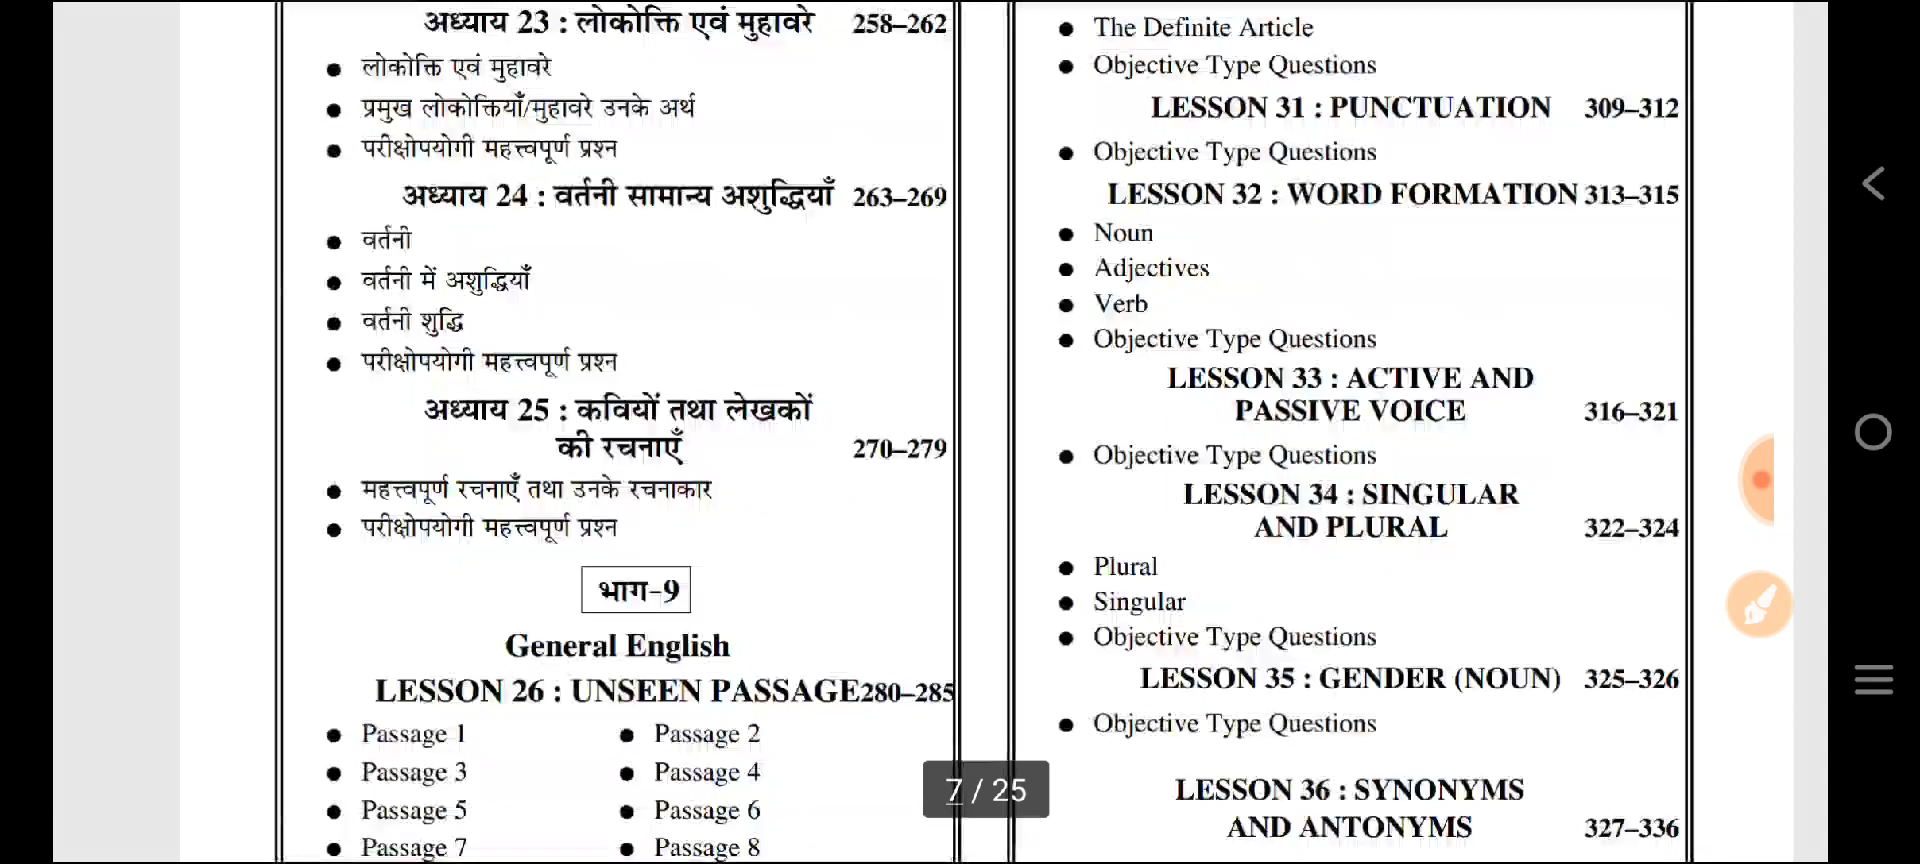 अध्याय 23 : लोकोक्ति एवं मुहावरे 258–262
● लोकोक्ति एवं मुहावरे
● प्रमुख लोकोक्तियाँ/मुहावरे उनके अर्थ
● परीक्षोपयोगी महत्त्वपूर्ण प्रश्न
अध्याय 24 : वर्तनी सामान्य अशुद्धियाँ 263–269
● वर्तनी
● वर्तनी में अशुद्धियाँ
● वर्तनी शुद्धि
● परीक्षोपयोगी महत्त्वपूर्ण प्रश्न
अध्याय 25 : कवियों तथा लेखकों
की रचनाएँ 270–279
● महत्त्वपूर्ण रचनाएँ तथा उनके रचनाकार
● परीक्षोपयोगी महत्त्वपूर्ण प्रश्न
भाग-9
General English
LESSON 26 : UNSEEN PASSAGE 280–285
● Passage 1 ● Passage 2
● Passage 3 ● Passage 4
● Passage 5 ● Passage 6
● Passage 7 ● Passage 8
● The Definite Article
● Objective Type Questions
LESSON 31 : PUNCTUATION 309–312
● Objective Type Questions
LESSON 32 : WORD FORMATION 313–315
● Noun
● Adjectives
● Verb
● Objective Type Questions
LESSON 33 : ACTIVE AND
PASSIVE VOICE 316–321
● Objective Type Questions
LESSON 34 : SINGULAR
AND PLURAL 322–324
● Plural
● Singular
● Objective Type Questions
LESSON 35 : GENDER (NOUN) 325–326
● Objective Type Questions
LESSON 36 : SYNONYMS
AND ANTONYMS 327–336
7 / 25